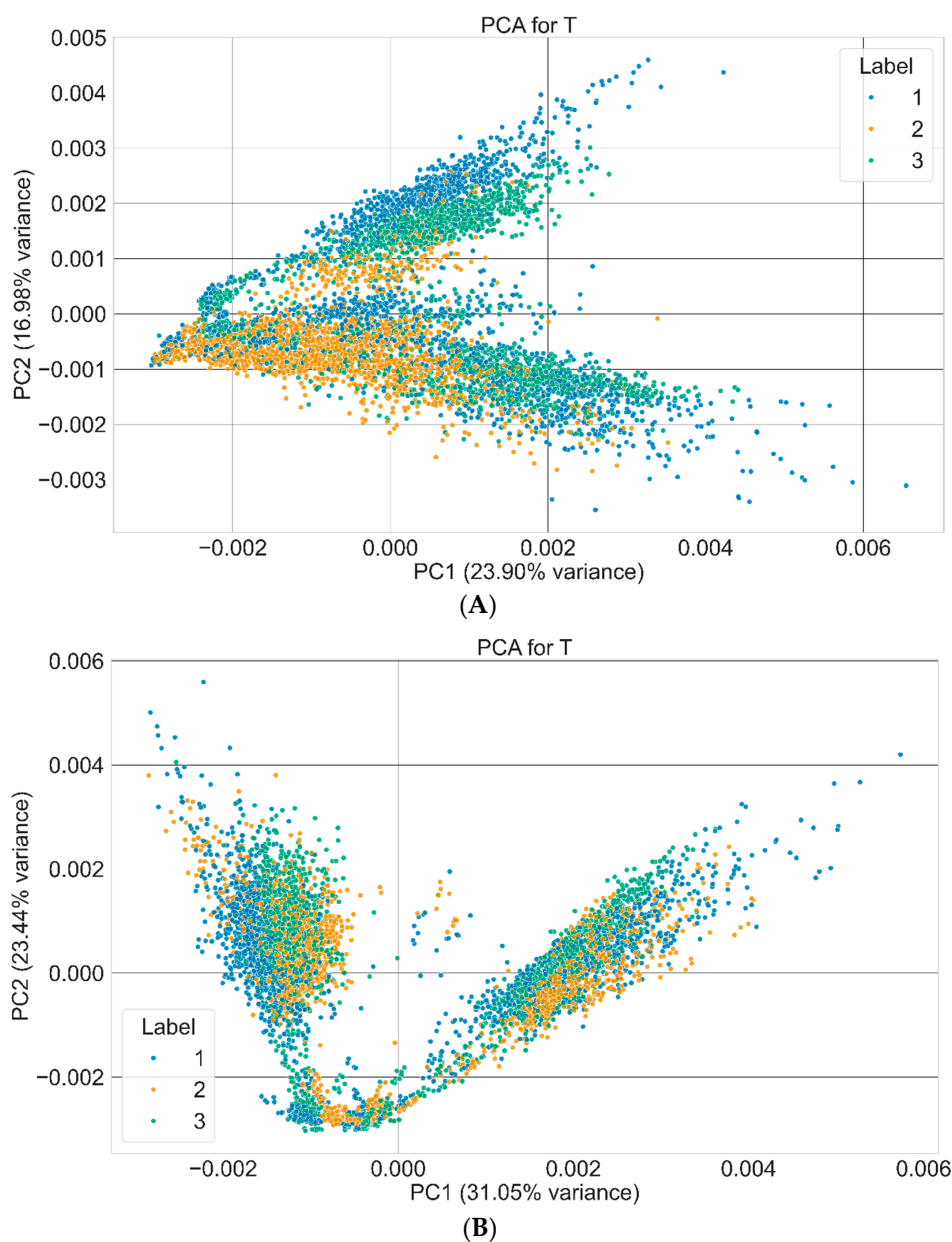 PCA for T
0.005
0.004
0.003
0.002
0.001
0.000
−0.001
−0.002
−0.003
PC2 (16.98% variance)
Label
1
2
3
−0.002 0.000 0.002 0.004 0.006
PC1 (23.90% variance)
(A)
PCA for T
0.006
0.004
0.002
0.000
−0.002
PC2 (23.44% variance)
Label
1
2
3
−0.002 0.000 0.002 0.004 0.006
PC1 (31.05% variance)
(B)